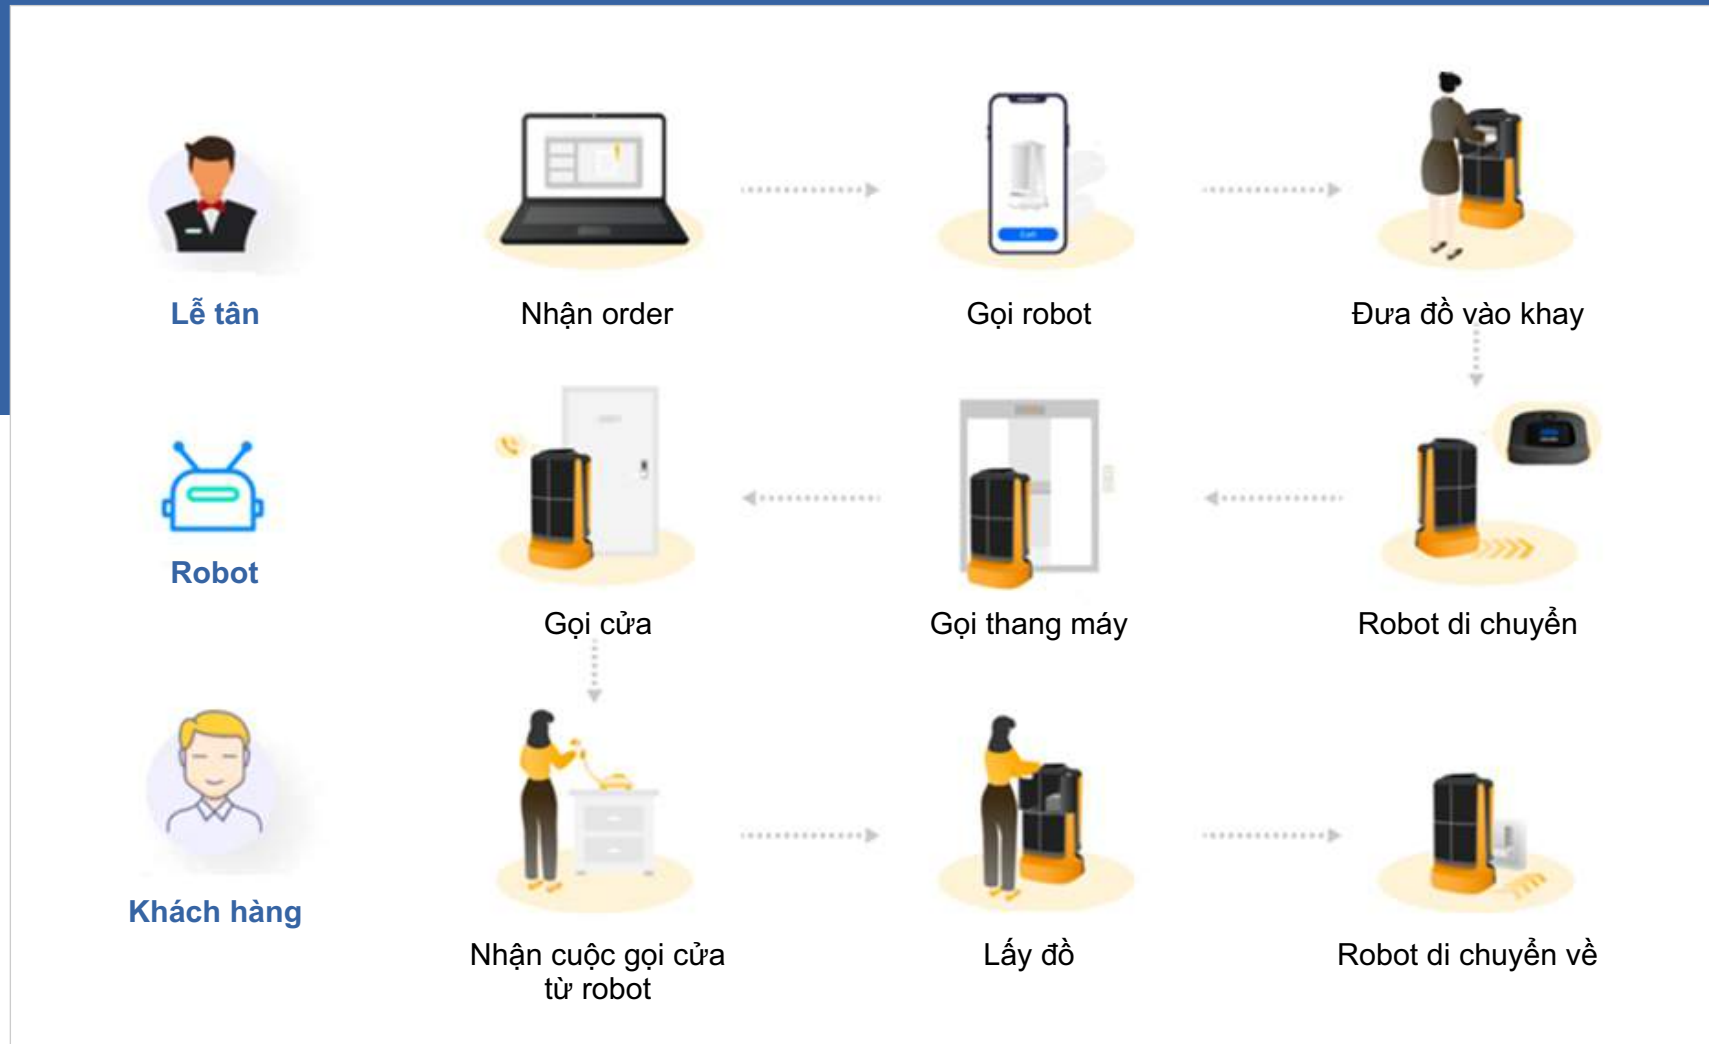 Lễ tân
Nhận order
Gọi robot
Đưa đồ vào khay
Robot
Gọi cửa
Gọi thang máy
Robot di chuyển
Khách hàng
Nhận cuộc gọi cửa
từ robot
Lấy đồ
Robot di chuyển về